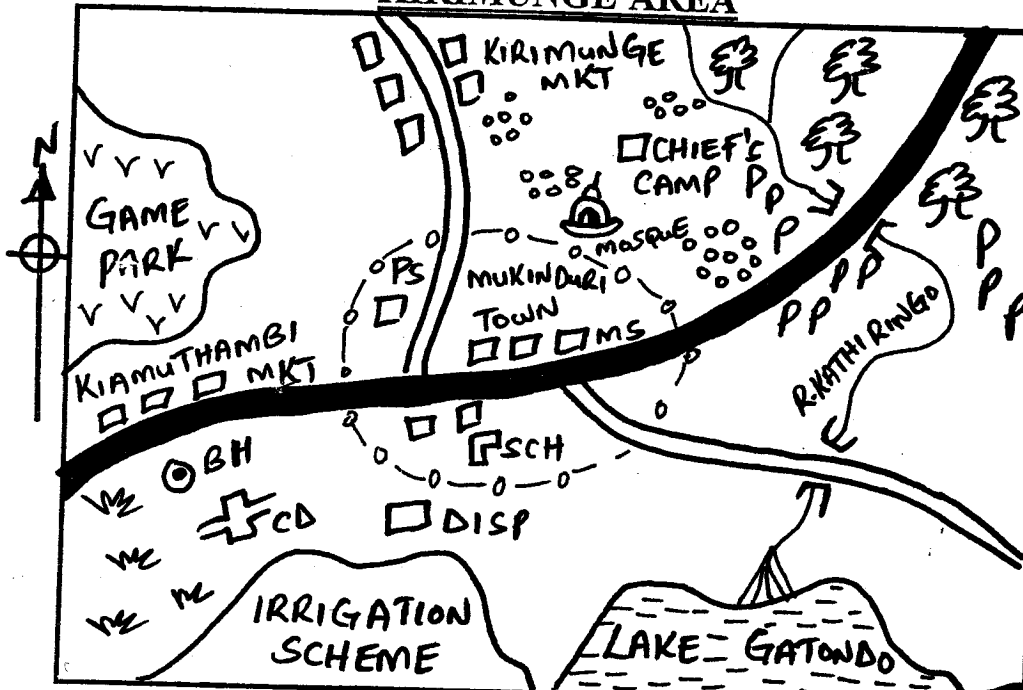 KIRIMUNGE AREA
KIRIMUNGE
MKT
CHIEF'S
CAMP
N
GAME
PARK
MOSQUE
PS
MUKINDURI
TOWN
MS
KIAMUTHAMBI
MKT
R.KATHIRINGO
BH
SCH
CD
DISP
IRRIGATION
SCHEME
LAKE GATONDO